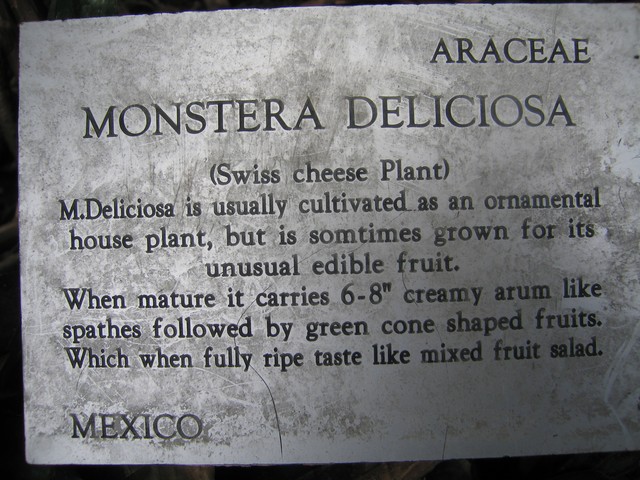 ARACEAE
MONSTERA DELICIOSA
(Swiss cheese Plant)
M.Deliciosa is usually cultivated as an ornamental
house plant, but is somtimes grown for its
unusual edible fruit.
When mature it carries 6-8" creamy arum like
spathes followed by green cone shaped fruits.
Which when fully ripe taste like mixed fruit salad.
MEXICO